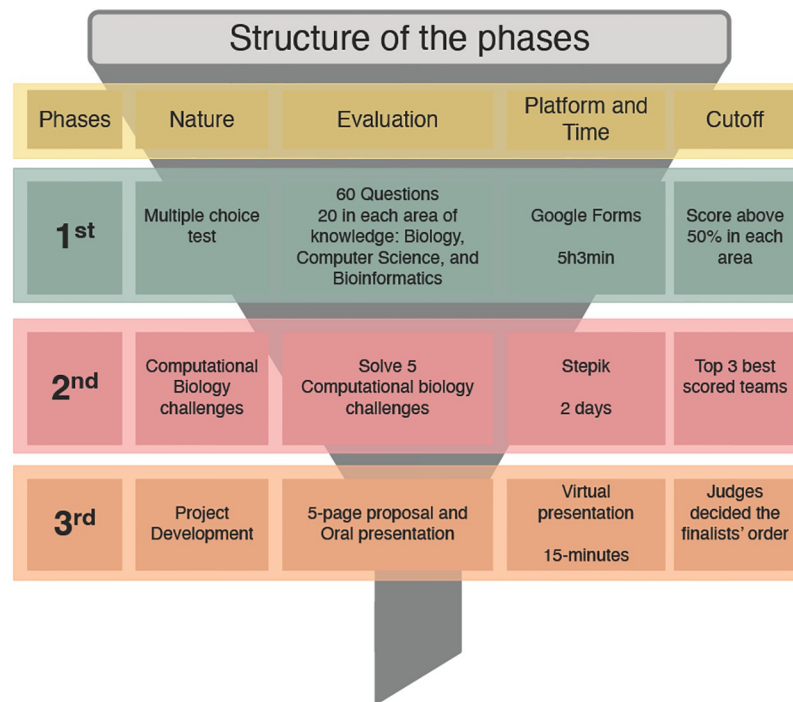 Structure of the phases
Phases
Nature
Evaluation
Platform and
Time
Cutoff
1st
Multiple choice
test
60 Questions
20 in each area of
knowledge: Biology,
Computer Science, and
Bioinformatics
Google Forms
5h3min
Score above
50% in each
area
2nd
Computational
Biology
challenges
Solve 5
Computational biology
challenges
Stepik
2 days
Top 3 best
scored teams
3rd
Project
Development
5-page proposal and
Oral presentation
Virtual
presentation
15-minutes
Judges
decided the
finalists' order